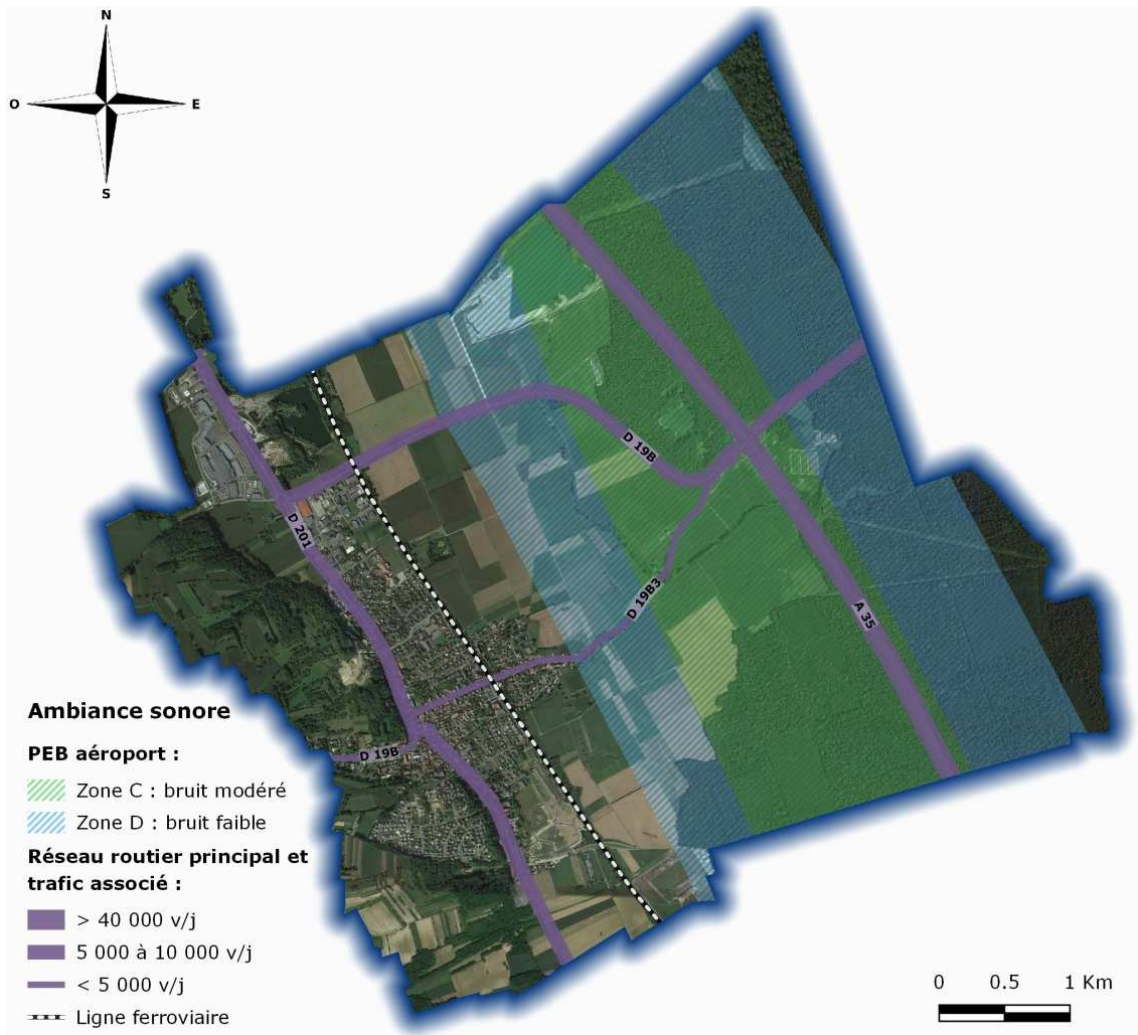 N
O
E
S
D 19B
D 201
D 19B3
A 35
D 19B
Ambiance sonore
PEB aéroport :
Zone C : bruit modéré
Zone D : bruit faible
Réseau routier principal et
trafic associé :
> 40 000 v/j
5 000 à 10 000 v/j
< 5 000 v/j
Ligne ferroviaire
0 0.5 1 Km